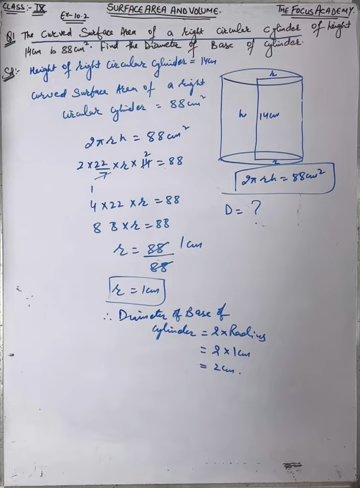 CLASS:- IX
Ex-10.2
SURFACE AREA AND VOLUME.
THE FOCUS ACADEMY
Q1 The Curved Surface Area of a right Circular Cylinder of height
14cm is 88cm². Find the Diameter of Base of Cylinder.
Height of right Circular Cylinder = 14cm
Curved Surface Area of a right
Circular Cylinder = 88cm²
2πrh = 88cm²
2 × 22/7 × r × 14 2 = 88
1
4 × 22 × r = 88
88 × r = 88
r = 88/88 1cm
r = 1cm
∴ Diameter of Base of
Cylinder = 2 × Radius
= 2 × 1cm
= 2cm.
r
h
14cm
r
2πrh = 88cm²
D = ?